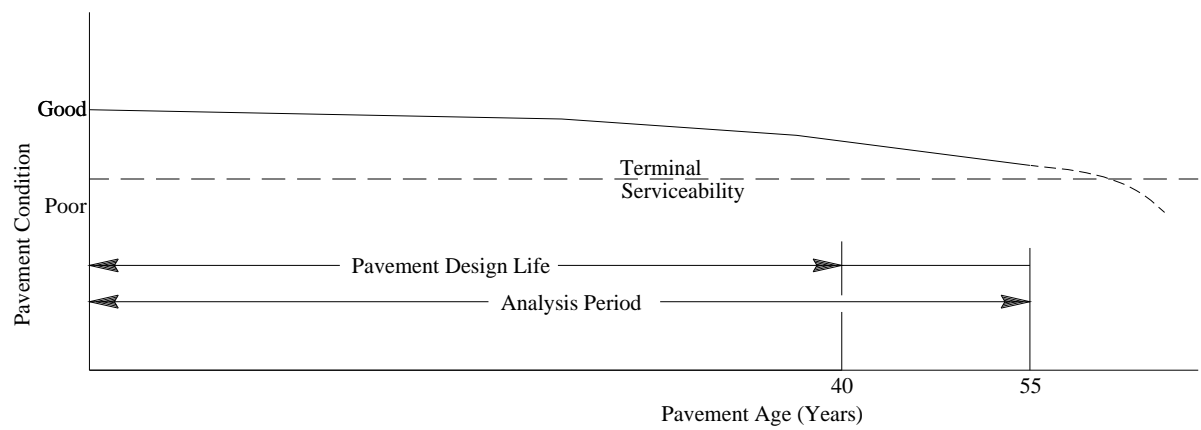 Good
Terminal
Serviceability
Poor
Pavement Condition
Pavement Design Life
Analysis Period
40
55
Pavement Age (Years)